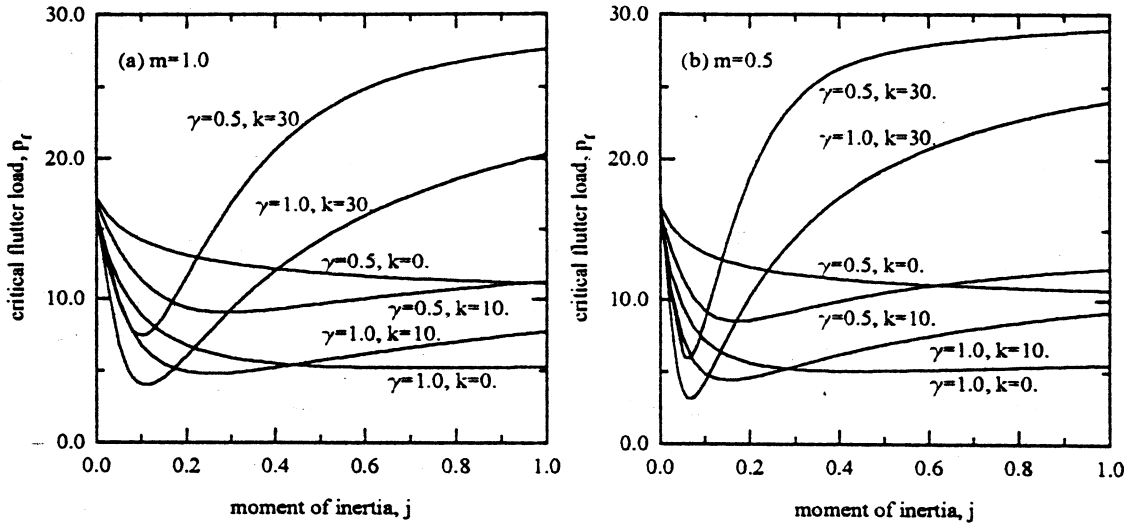 30.0
(a) m=1.0
γ=0.5, k=30
20.0
γ=1.0, k=30.
γ=0.5, k=0.
10.0
γ=0.5, k=10.
γ=1.0, k=10.
γ=1.0, k=0.
0.0
0.0 0.2 0.4 0.6 0.8 1.0
moment of inertia, j
critical flutter load, pf
30.0
(b) m=0.5
γ=0.5, k=30.
γ=1.0, k=30.
20.0
γ=0.5, k=0.
10.0
γ=0.5, k=10.
γ=1.0, k=10.
γ=1.0, k=0.
0.0
0.0 0.2 0.4 0.6 0.8 1.0
moment of inertia, j
critical flutter load, pf